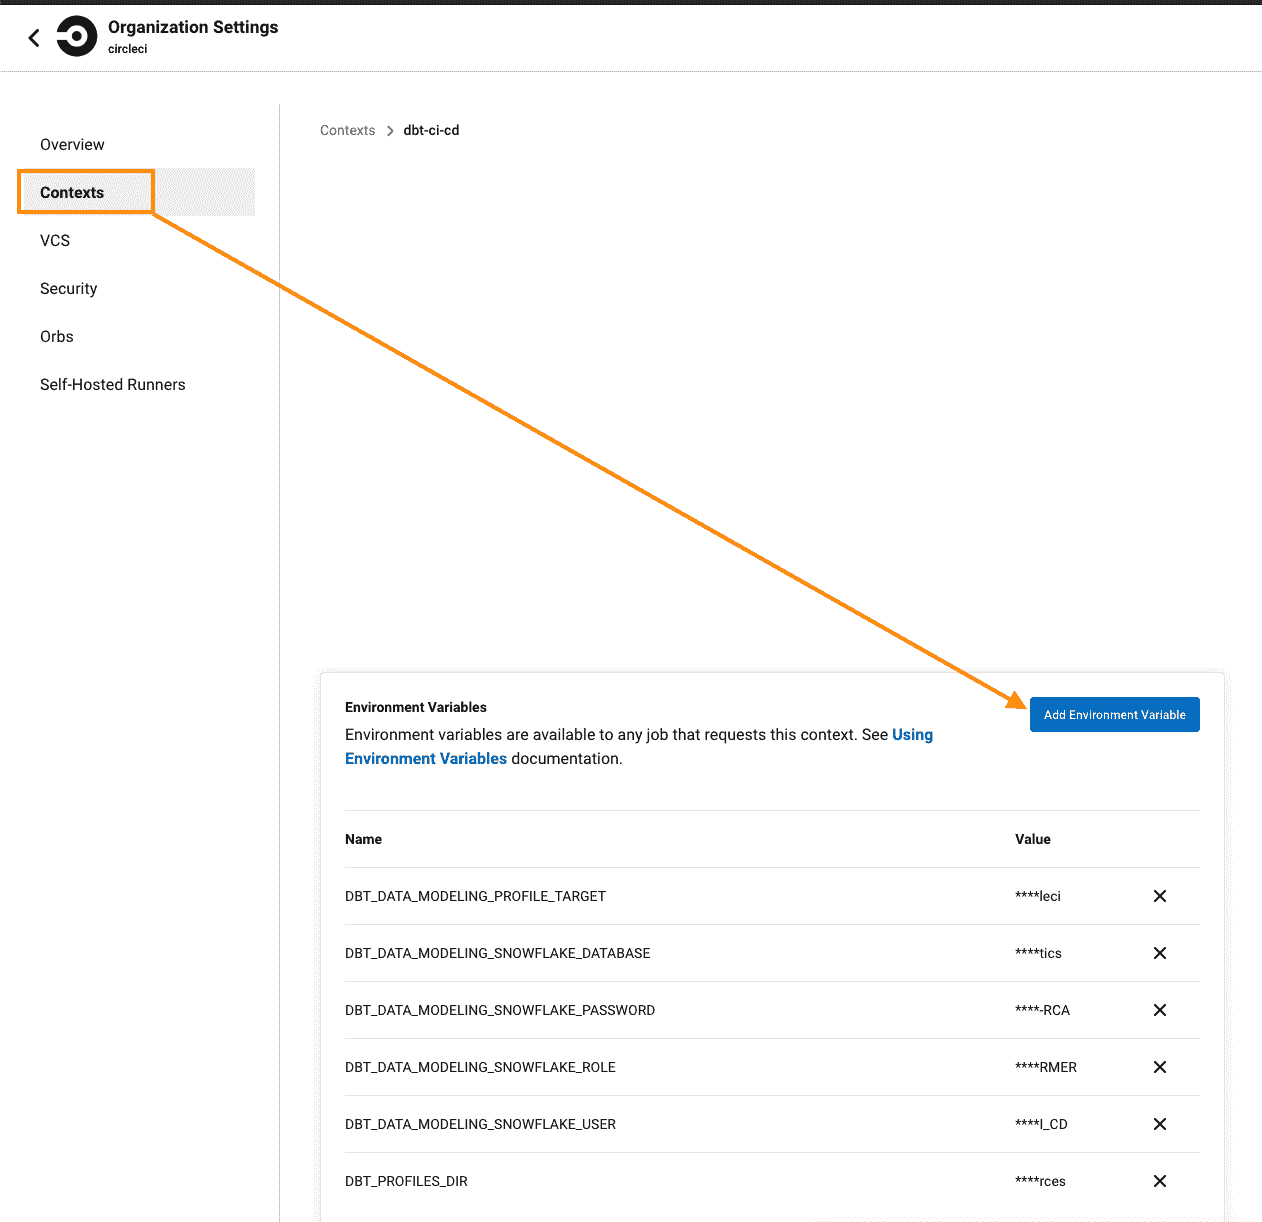 Organization Settings
circleci
Overview
Contexts
VCS
Security
Orbs
Self-Hosted Runners
Contexts > dbt-ci-cd
Environment Variables
Add Environment Variable
Environment variables are available to any job that requests this context. See Using
Environment Variables documentation.
Name Value
DBT_DATA_MODELING_PROFILE_TARGET ****leci
DBT_DATA_MODELING_SNOWFLAKE_DATABASE ****tics
DBT_DATA_MODELING_SNOWFLAKE_PASSWORD ****-RCA
DBT_DATA_MODELING_SNOWFLAKE_ROLE ****RMER
DBT_DATA_MODELING_SNOWFLAKE_USER ****I_CD
DBT_PROFILES_DIR ****rces